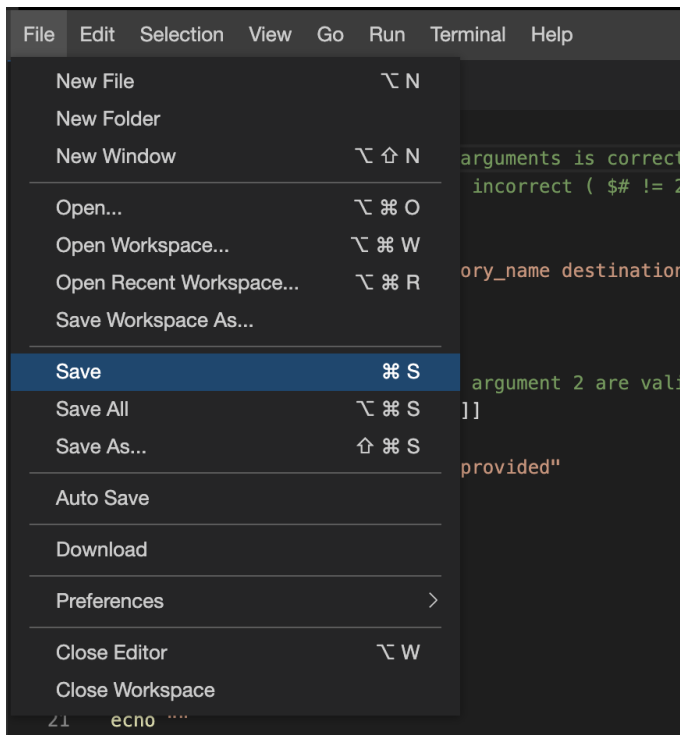 File Edit Selection View Go Run Terminal Help
New File ⌥ N
New Folder
New Window ⌥ ⇧ N
arguments is correct
Open... ⌥ ⌘ O
incorrect ( $# != 2
Open Workspace... ⌥ ⌘ W
Open Recent Workspace... ⌥ ⌘ R
ory_name destination
Save Workspace As...
Save ⌘ S
argument 2 are vali
Save All ⌥ ⌘ S
]]
Save As... ⇧ ⌘ S
provided"
Auto Save
Download
Preferences >
Close Editor ⌥ W
Close Workspace
21 echo ""